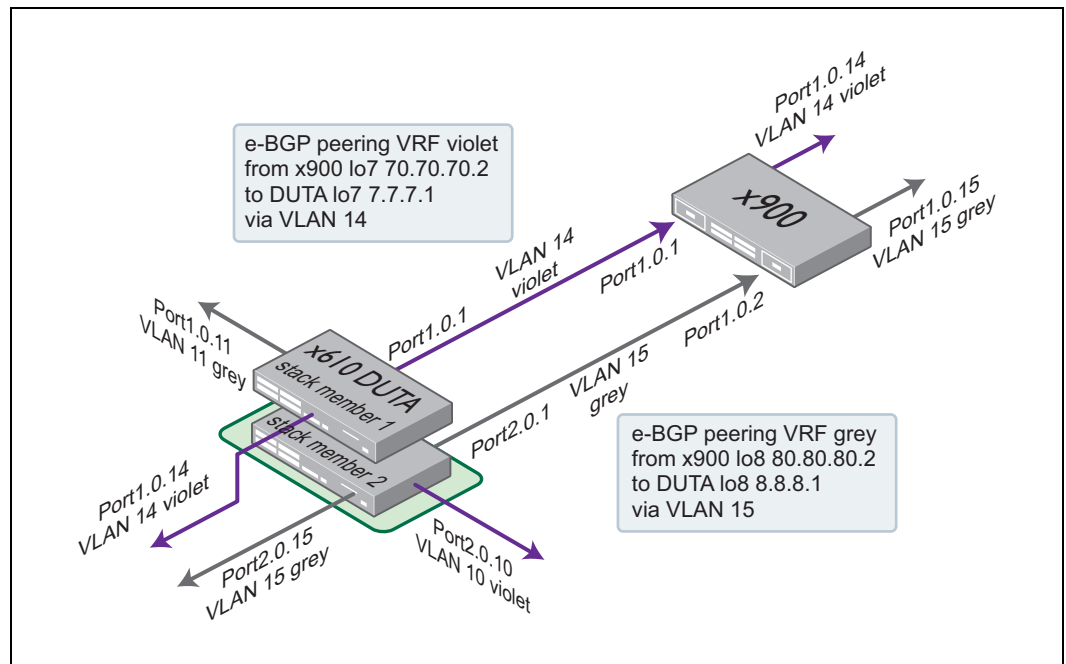 Port1.0.14
VLAN 14 violet
e-BGP peering VRF violet
from x900 lo7 70.70.70.2
to DUTA lo7 7.7.7.1
via VLAN 14
x900
Port1.0.15
VLAN 15 grey
VLAN 14
violet
Port1.0.1
Port1.0.1
Port1.0.2
Port1.0.11
VLAN 11 grey
x610 DUTA
stack member 1
VLAN 15
grey
stack member 2
Port2.0.1
e-BGP peering VRF grey
from x900 lo8 80.80.80.2
to DUTA lo8 8.8.8.1
via VLAN 15
Port1.0.14
VLAN 14 violet
Port2.0.15
VLAN 15 grey
Port2.0.10
VLAN 10 violet